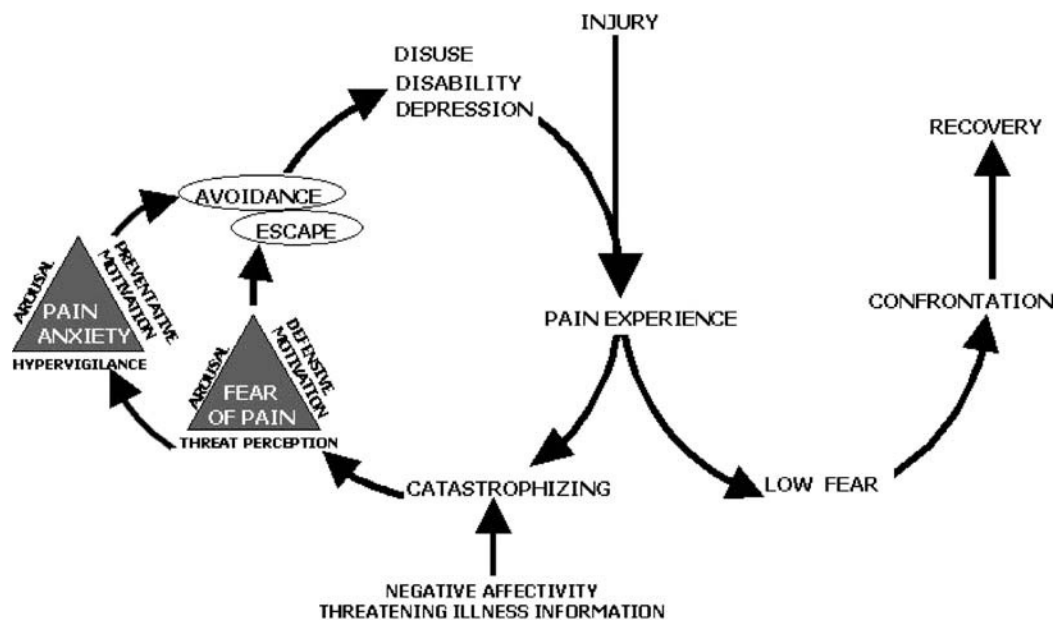 INJURY
DISUSE
DISABILITY
DEPRESSION
RECOVERY
AVOIDANCE
ESCAPE
AROUSAL
PREVENTATIVE
MOTIVATION
PAIN
ANXIETY
HYPERVIGILANCE
AROUSAL
DEFENSIVE
MOTIVATION
FEAR
OF PAIN
THREAT PERCEPTION
PAIN EXPERIENCE
CONFRONTATION
CATASTROPHIZING
LOW FEAR
NEGATIVE AFFECTIVITY
THREATENING ILLNESS INFORMATION